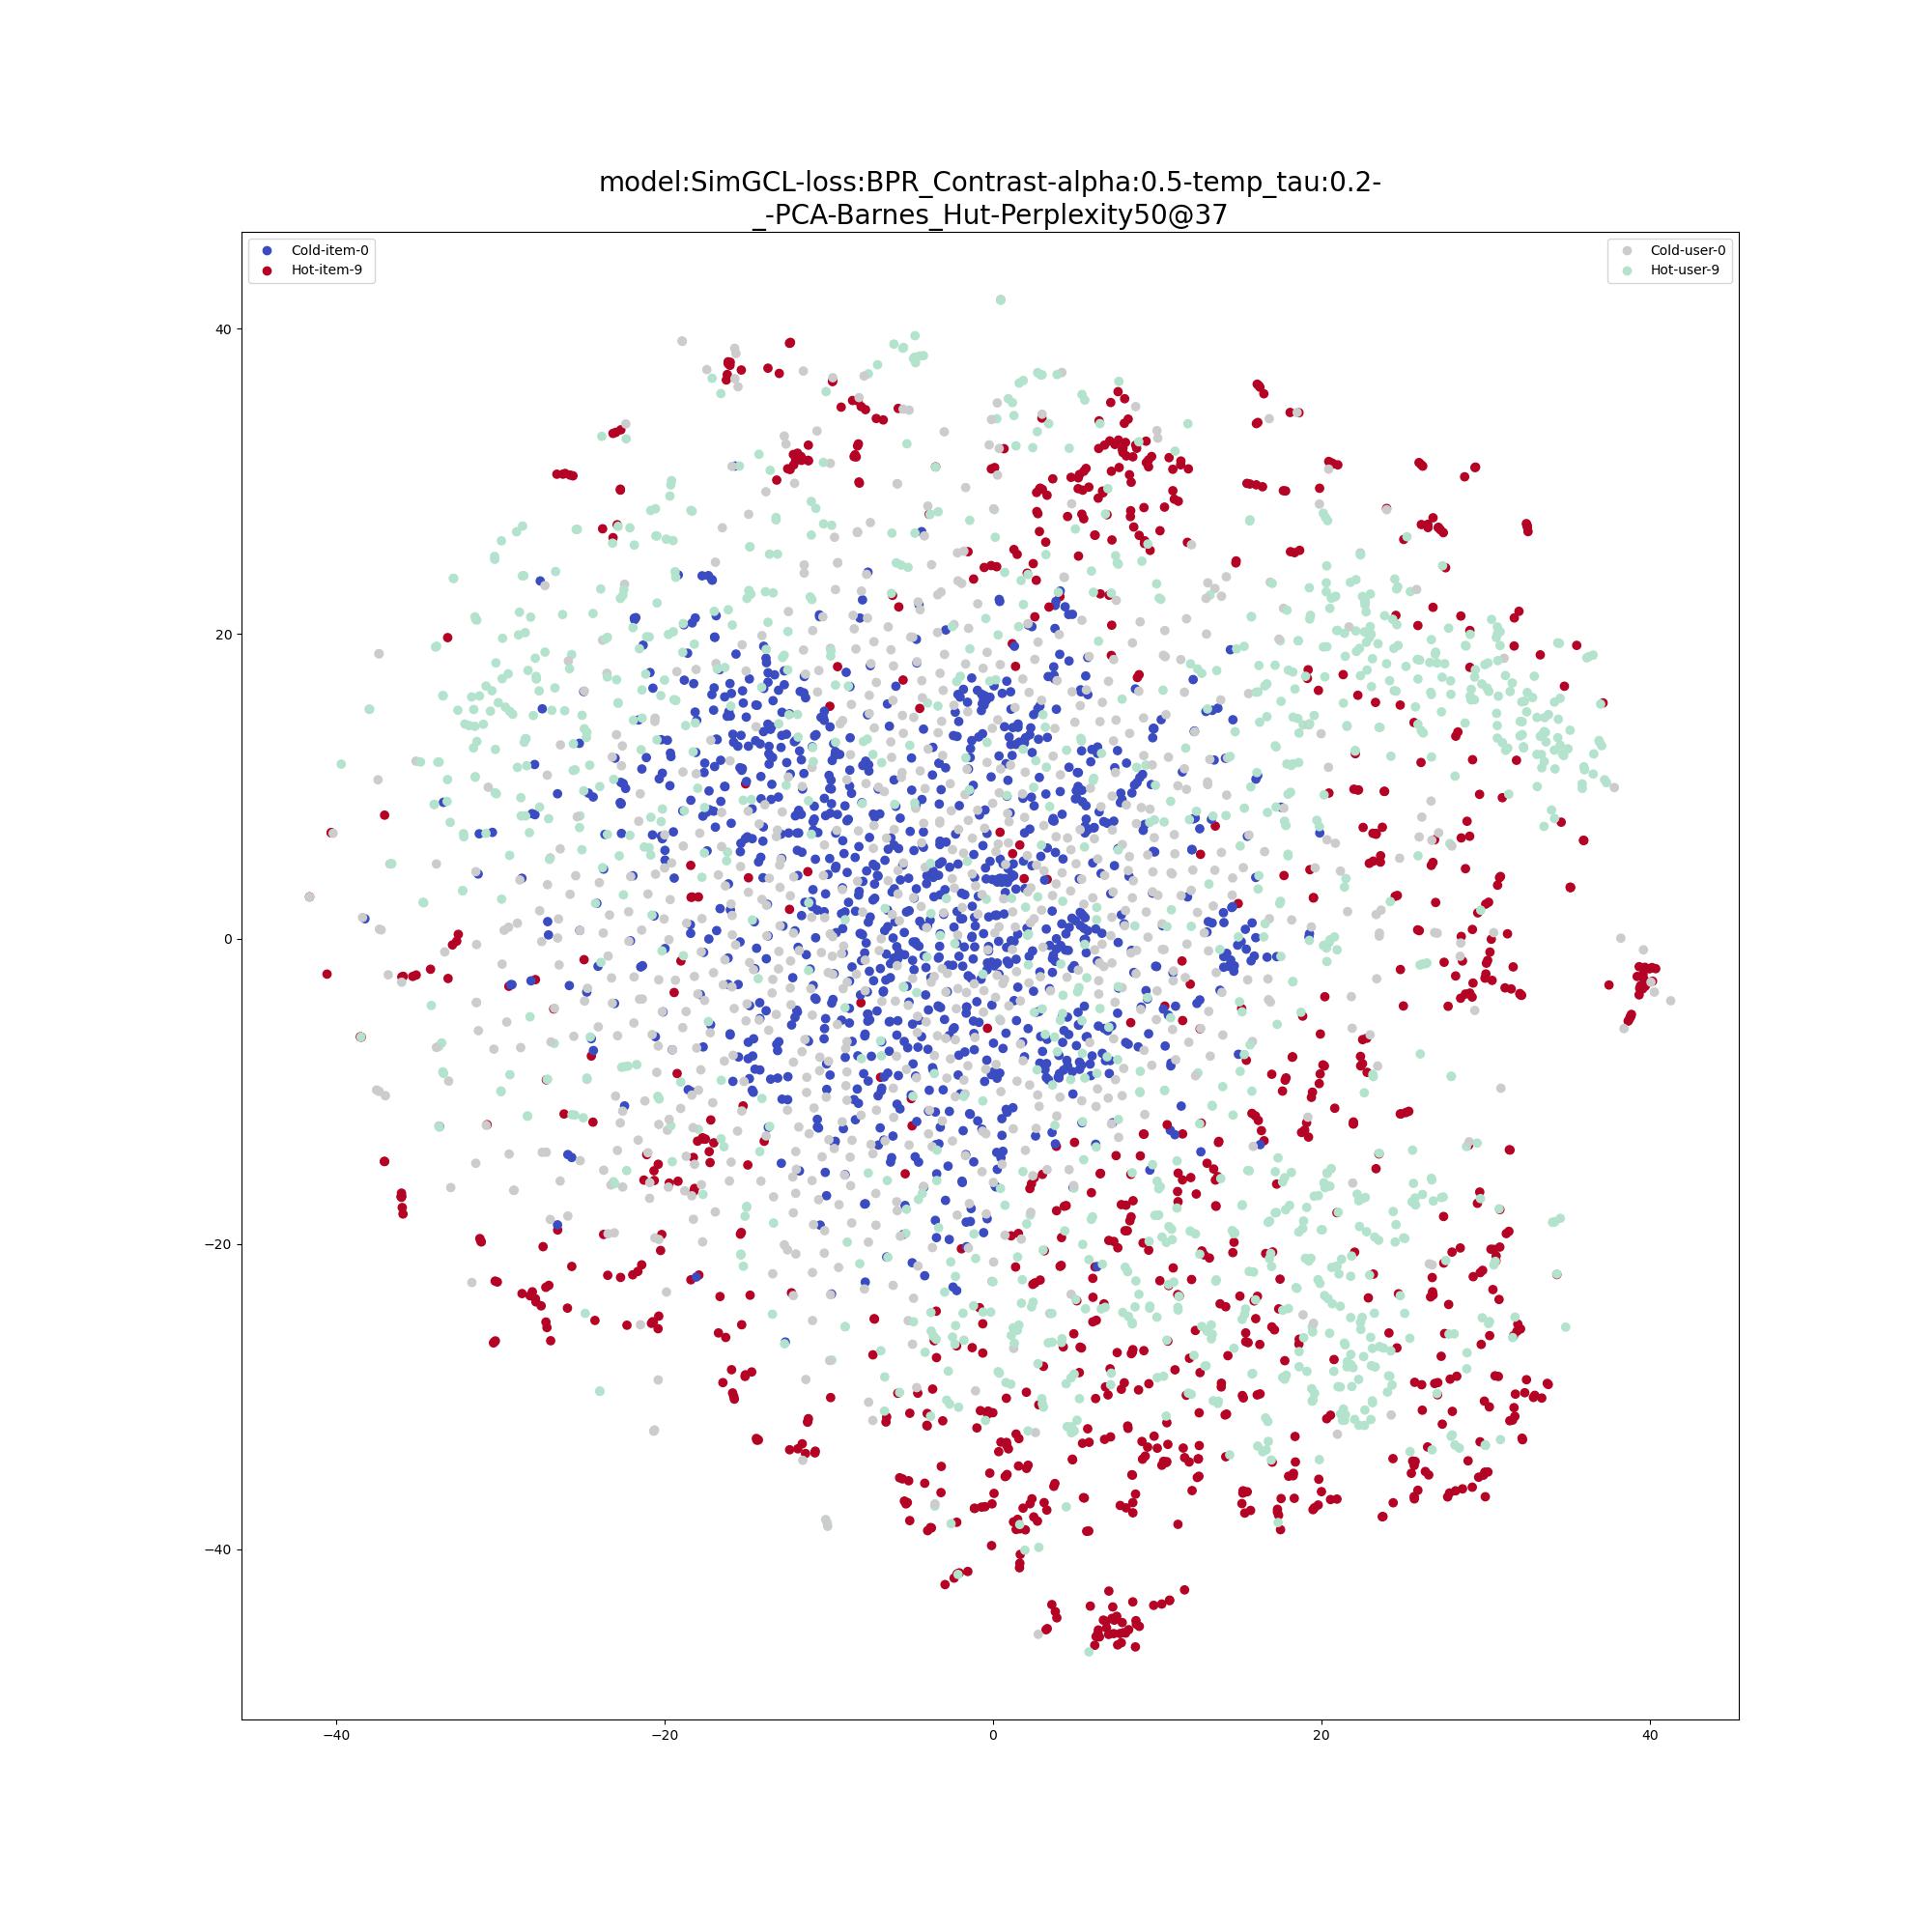 model:SimGCL-loss:BPR_Contrast-alpha:0.5-temp_tau:0.2-
_-PCA-Barnes_Hut-Perplexity50@37
Cold-item-0
Hot-item-9
Cold-user-0
Hot-user-9
40
20
0
−20
−40
−40
−20
0
20
40